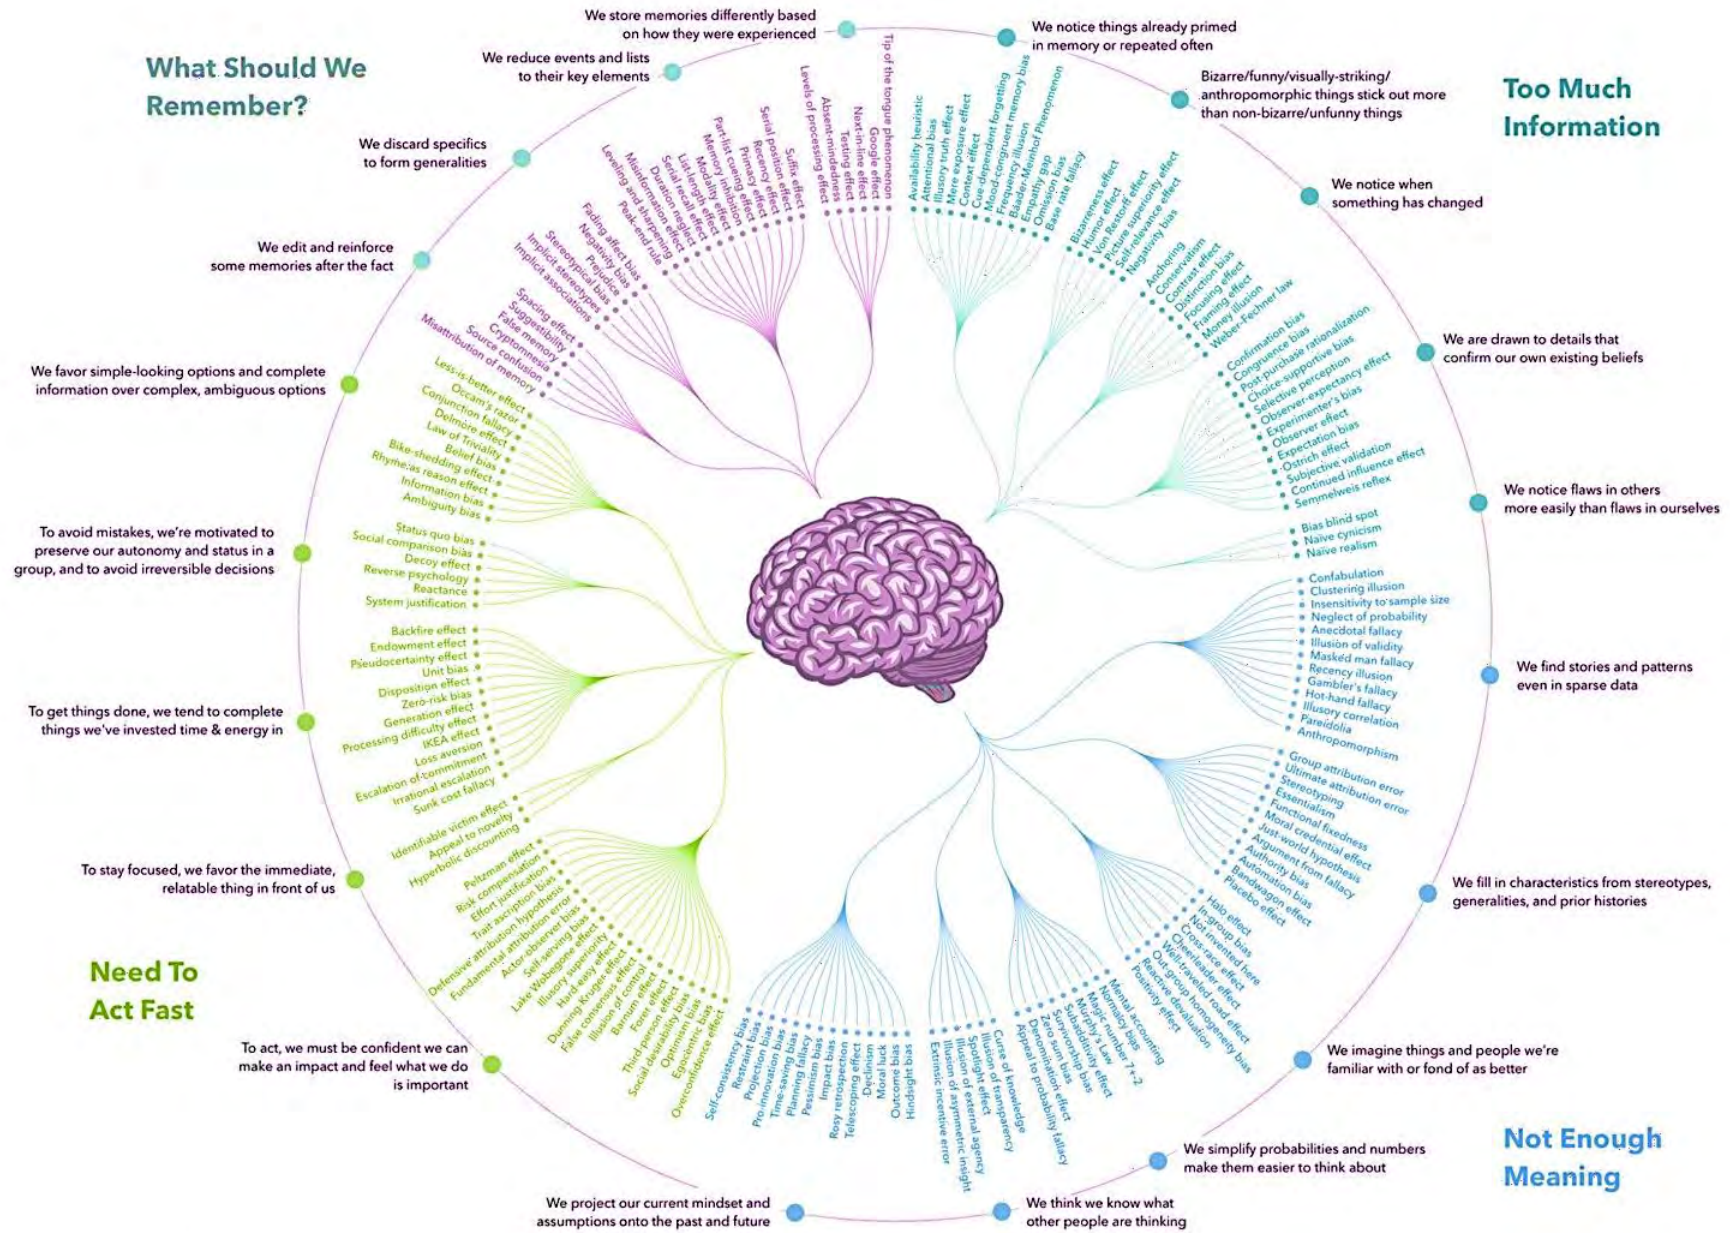 What Should We
Remember?
We store memories differently based
on how they were experienced
We reduce events and lists
to their key elements
We discard specifics
to form generalities
We edit and reinforce
some memories after the fact
Tip of the tongue phenomenon
Google effect
Next-in-line effect
Testing effect
Absent-mindedness
Levels of processing effect
Suffix effect
Serial position effect
Recency effect
Primacy effect
Part-list cueing effect
Memory inhibition
Modality effect
List-length effect
Serial recall effect
Duration neglect
Misinformation effect
Leveling and sharpening
Peak-end rule
Fading affect bias
Negativity bias
Prejudice
Stereotypical bias
Implicit stereotypes
Implicit associations
Spacing effect
Suggestibility
False memory
Cryptomnesia
Source confusion
Misattribution of memory
Too Much
Information
We notice things already primed
in memory or repeated often
Bizarre/funny/visually-striking/
anthropomorphic things stick out more
than non-bizarre/unfunny things
We notice when
something has changed
We are drawn to details that
confirm our own existing beliefs
We notice flaws in others
more easily than flaws in ourselves
Availability heuristic
Attentional bias
Illusory truth effect
Mere exposure effect
Context effect
Cue-dependent forgetting
Mood-congruent memory bias
Frequency illusion
Baader-Meinhof Phenomenon
Empathy gap
Omission bias
Base rate fallacy
Bizarreness effect
Humor effect
Von Restorff effect
Picture superiority effect
Self-relevance effect
Negativity bias
Anchoring
Conservatism
Contrast effect
Distinction bias
Focusing effect
Framing effect
Money illusion
Weber-Fechner law
Confirmation bias
Congruence bias
Post-purchase rationalization
Choice-supportive bias
Selective perception
Observer-expectancy effect
Experimenter's bias
Observer effect
Expectation bias
Ostrich effect
Subjective validation
Continued influence effect
Semmelweis reflex
Bias blind spot
Naïve cynicism
Naïve realism
Confabulation
Clustering illusion
Insensitivity to sample size
Neglect of probability
Anecdotal fallacy
Illusion of validity
Masked man fallacy
Recency illusion
Gambler's fallacy
Hot-hand fallacy
Illusory correlation
Pareidolia
Anthropomorphism
Group attribution error
Ultimate attribution error
Stereotyping
Essentialism
Functional fixedness
Moral credential effect
Just-world hypothesis
Argument from fallacy
Authority bias
Automation bias
Bandwagon effect
Placebo effect
Halo effect
In-group bias
Not invented here
Cross-race effect
Cheerleader effect
Well-traveled road effect
Out-group homogeneity bias
Reactive devaluation
Positivity effect
Mental accounting
Normalcy bias
Magic number 7+-2
Murphy's Law
Subadditivity effect
Survivorship bias
Zero sum bias
Denomination effect
Appeal to probability fallacy
Curse of knowledge
Illusion of transparency
Spotlight effect
Illusion of external agency
Illusion of asymmetric insight
Extrinsic incentive error
Hindsight bias
Outcome bias
Moral luck
Declinism
Telescoping effect
Rosy retrospection
Impact bias
Pessimism bias
Planning fallacy
Time-saving bias
Pro-innovation bias
Projection bias
Restraint bias
Self-consistency bias
We find stories and patterns
even in sparse data
We fill in characteristics from stereotypes,
generalities, and prior histories
We imagine things and people we're
familiar with or fond of as better
We simplify probabilities and numbers
make them easier to think about
We think we know what
other people are thinking
We project our current mindset and
assumptions onto the past and future
Not Enough
Meaning
We favor simple-looking options and complete
information over complex, ambiguous options
To avoid mistakes, we're motivated to
preserve our autonomy and status in a
group, and to avoid irreversible decisions
To get things done, we tend to complete
things we've invested time & energy in
To stay focused, we favor the immediate,
relatable thing in front of us
Need To
Act Fast
To act, we must be confident we can
make an impact and feel what we do
is important
Less-is-better effect
Occam's razor
Conjunction fallacy
Delmore effect
Law of Triviality
Belief bias
Bike-shedding effect
Rhyme as reason effect
Information bias
Ambiguity bias
Status quo bias
Social comparison bias
Decoy effect
Reverse psychology
Reactance
System justification
Backfire effect
Endowment effect
Pseudocertainty effect
Unit bias
Disposition effect
Zero-risk bias
Generation effect
Processing difficulty effect
IKEA effect
Loss aversion
Escalation of commitment
Irrational escalation
Sunk cost fallacy
Identifiable victim effect
Appeal to novelty
Hyperbolic discounting
Peltzman effect
Risk compensation
Effort justification
Trait ascription bias
Defensive attribution hypothesis
Fundamental attribution error
Actor-observer bias
Self-serving bias
Lake Wobegone effect
Illusory superiority
Hard-easy effect
Dunning Kruger effect
False consensus effect
Illusion of control
Barnum effect
Forer effect
Third-person effect
Social desirability bias
Optimism bias
Egocentric bias
Overconfidence effect